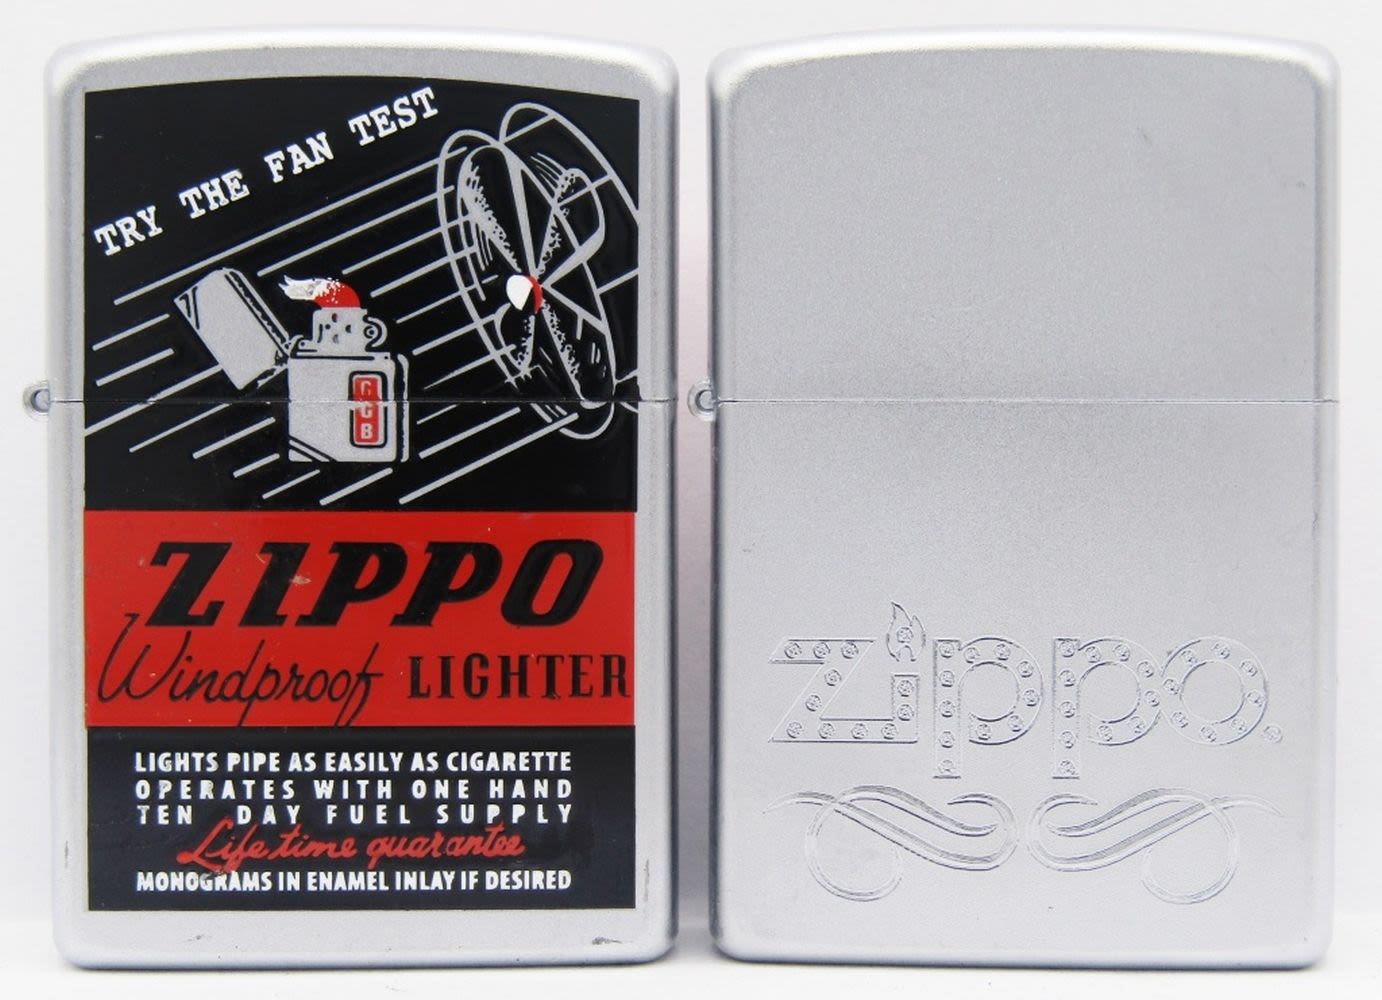 TRY THE FAN TEST
GGB
ZIPPO
Windproof LIGHTER
LIGHTS PIPE AS EASILY AS CIGARETTE
OPERATES WITH ONE HAND
TEN DAY FUEL SUPPLY
Life time guarantee
MONOGRAMS IN ENAMEL INLAY IF DESIRED
zippo